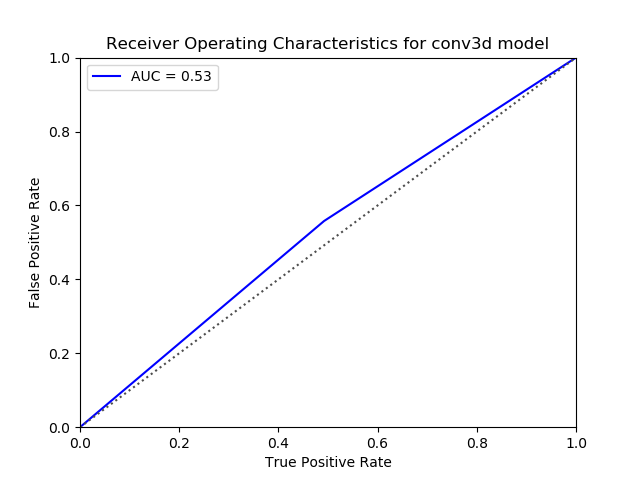 Receiver Operating Characteristics for conv3d model
AUC = 0.53
1.0
0.8
0.6
0.4
0.2
0.0
False Positive Rate
0.0 0.2 0.4 0.6 0.8 1.0
True Positive Rate